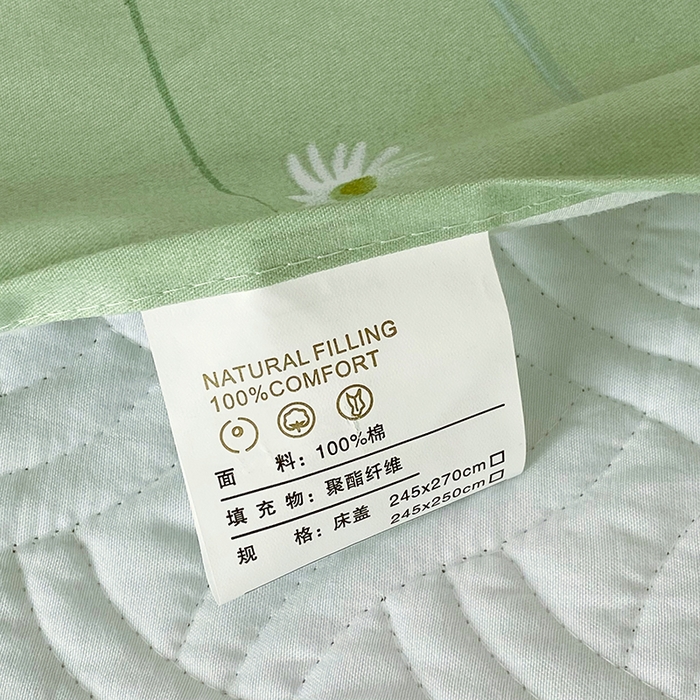 NATURAL FILLING
100%COMFORT
面 料：100%棉
填 充 物：聚酯纤维
规 格：床盖 245x270cm□
245x250cm□